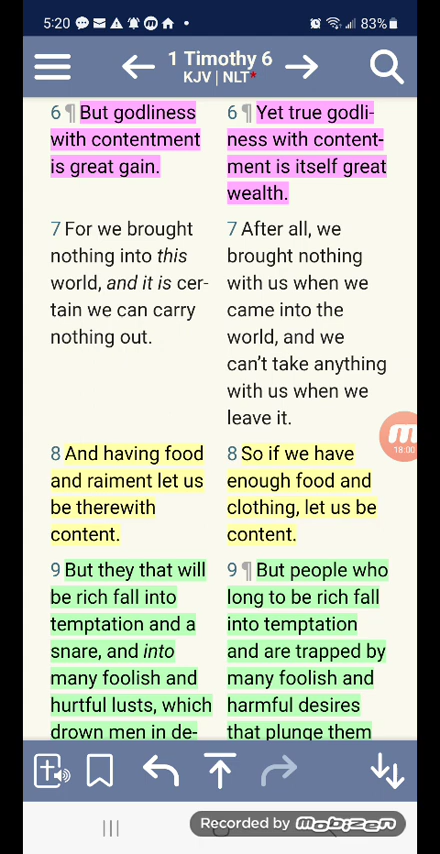 5:20
83%
1 Timothy 6
KJV | NLT*
6 ¶ But godliness
with contentment
is great gain.
7 For we brought
nothing into this
world, and it is cer-
tain we can carry
nothing out.
8 And having food
and raiment let us
be therewith
content.
9 But they that will
be rich fall into
temptation and a
snare, and into
many foolish and
hurtful lusts, which
drown men in de-
6 ¶ Yet true godli-
ness with content-
ment is itself great
wealth.
7 After all, we
brought nothing
with us when we
came into the
world, and we
can't take anything
with us when we
leave it.
8 So if we have
enough food and
clothing, let us be
content.
9 ¶ But people who
long to be rich fall
into temptation
and are trapped by
many foolish and
harmful desires
that plunge them
18:00
Recorded by mobizen